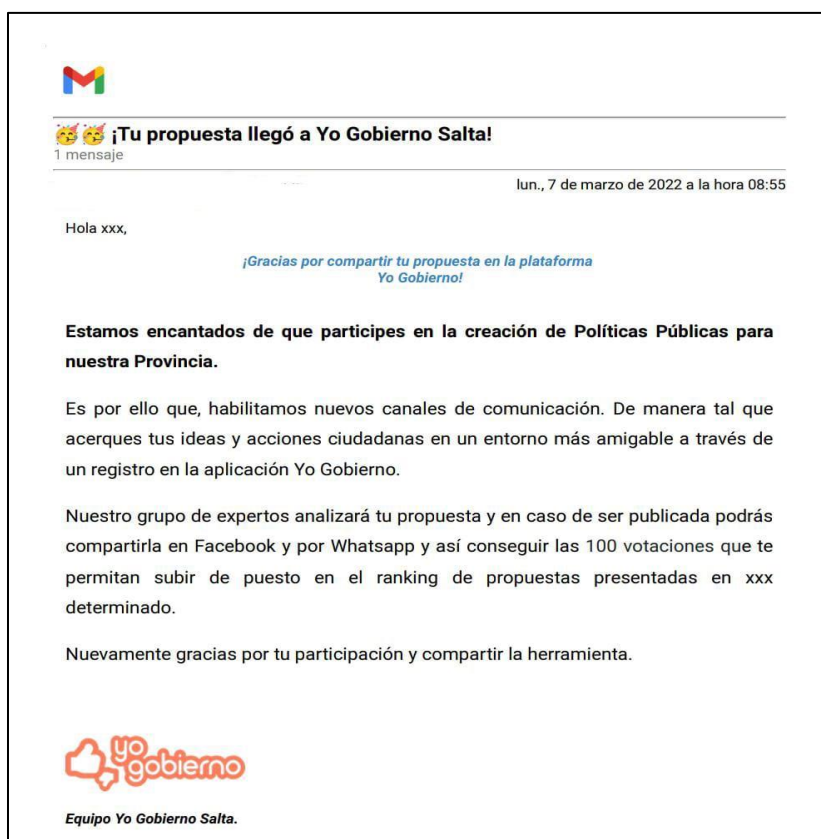 🥳🥳 ¡Tu propuesta llegó a Yo Gobierno Salta!
1 mensaje
lun., 7 de marzo de 2022 a la hora 08:55
Hola xxx,
¡Gracias por compartir tu propuesta en la plataforma
Yo Gobierno!
Estamos encantados de que participes en la creación de Políticas Públicas para
nuestra Provincia.
Es por ello que, habilitamos nuevos canales de comunicación. De manera tal que
acerques tus ideas y acciones ciudadanas en un entorno más amigable a través de
un registro en la aplicación Yo Gobierno.
Nuestro grupo de expertos analizará tu propuesta y en caso de ser publicada podrás
compartirla en Facebook y por Whatsapp y así conseguir las 100 votaciones que te
permitan subir de puesto en el ranking de propuestas presentadas en xxx
determinado.
Nuevamente gracias por tu participación y compartir la herramienta.
yo
gobierno
Equipo Yo Gobierno Salta.